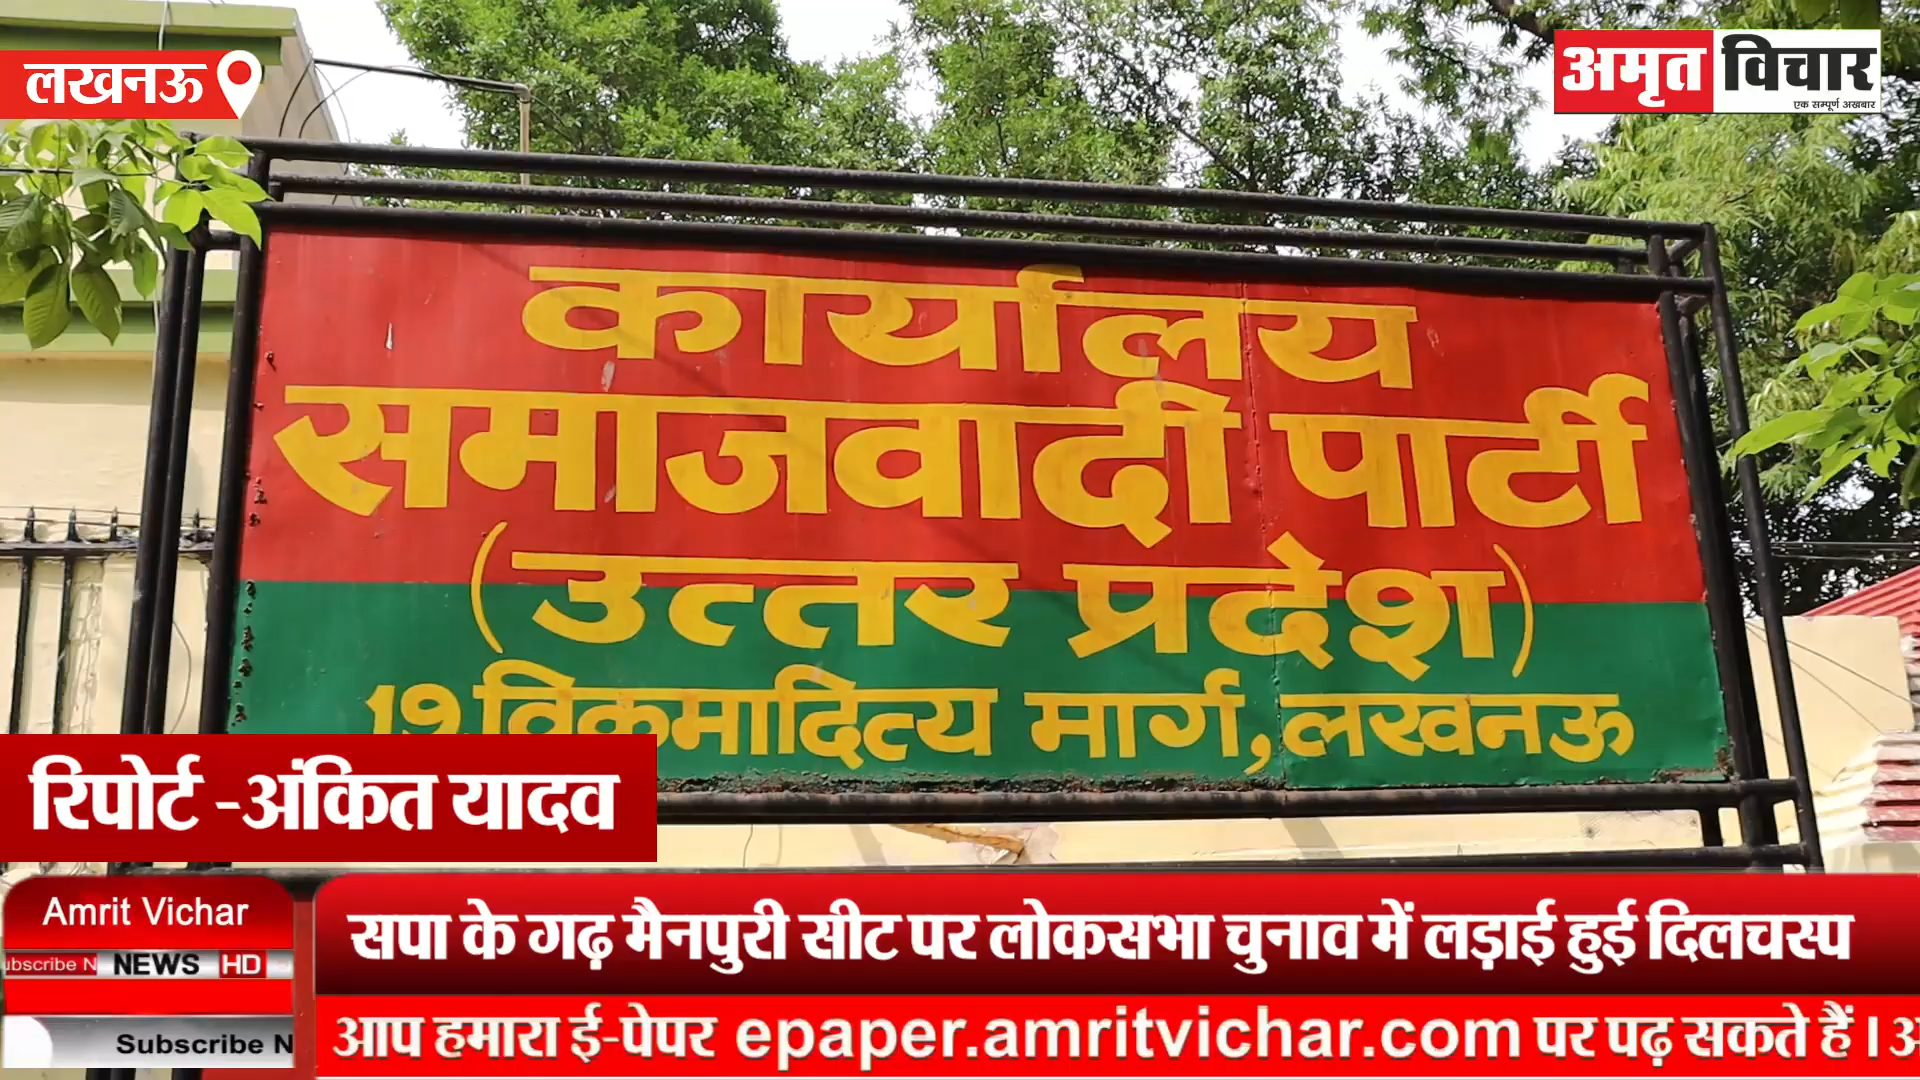 लखनऊ
अमृत विचार
एक सम्पूर्ण अखबार
कार्यालय
समाजवादी पार्टी
(उत्तर प्रदेश)
19,विक्रमादित्य मार्ग,लखनऊ
रिपोर्ट -अंकित यादव
Amrit Vichar
सपा के गढ़ मैनपुरी सीट पर लोकसभा चुनाव में लड़ाई हुई दिलचस्प
ubscribe N NEWS HD
आप हमारा ई-पेपर epaper.amritvichar.com पर पढ़ सकते हैं ।
Subscribe N